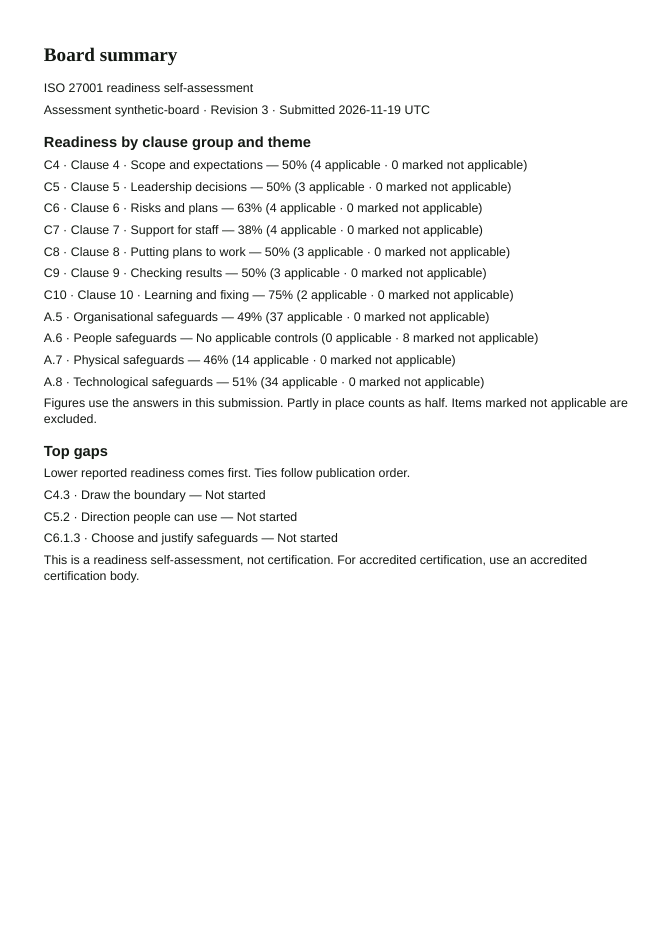 Board summary
ISO 27001 readiness self-assessment
Assessment synthetic-board · Revision 3 · Submitted 2026-11-19 UTC
Readiness by clause group and theme
C4 · Clause 4 · Scope and expectations — 50% (4 applicable · 0 marked not applicable)
C5 · Clause 5 · Leadership decisions — 50% (3 applicable · 0 marked not applicable)
C6 · Clause 6 · Risks and plans — 63% (4 applicable · 0 marked not applicable)
C7 · Clause 7 · Support for staff — 38% (4 applicable · 0 marked not applicable)
C8 · Clause 8 · Putting plans to work — 50% (3 applicable · 0 marked not applicable)
C9 · Clause 9 · Checking results — 50% (3 applicable · 0 marked not applicable)
C10 · Clause 10 · Learning and fixing — 75% (2 applicable · 0 marked not applicable)
A.5 · Organisational safeguards — 49% (37 applicable · 0 marked not applicable)
A.6 · People safeguards — No applicable controls (0 applicable · 8 marked not applicable)
A.7 · Physical safeguards — 46% (14 applicable · 0 marked not applicable)
A.8 · Technological safeguards — 51% (34 applicable · 0 marked not applicable)
Figures use the answers in this submission. Partly in place counts as half. Items marked not applicable are
excluded.
Top gaps
Lower reported readiness comes first. Ties follow publication order.
C4.3 · Draw the boundary — Not started
C5.2 · Direction people can use — Not started
C6.1.3 · Choose and justify safeguards — Not started
This is a readiness self-assessment, not certification. For accredited certification, use an accredited
certification body.